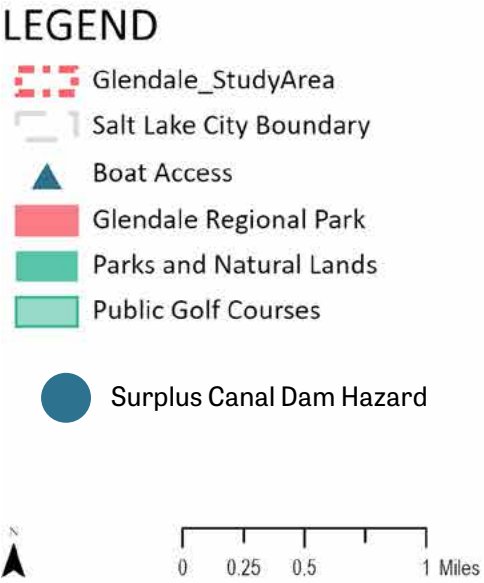 LEGEND
Glendale_StudyArea
Salt Lake City Boundary
Boat Access
Glendale Regional Park
Parks and Natural Lands
Public Golf Courses
Surplus Canal Dam Hazard
N
0 0.25 0.5 1 Miles